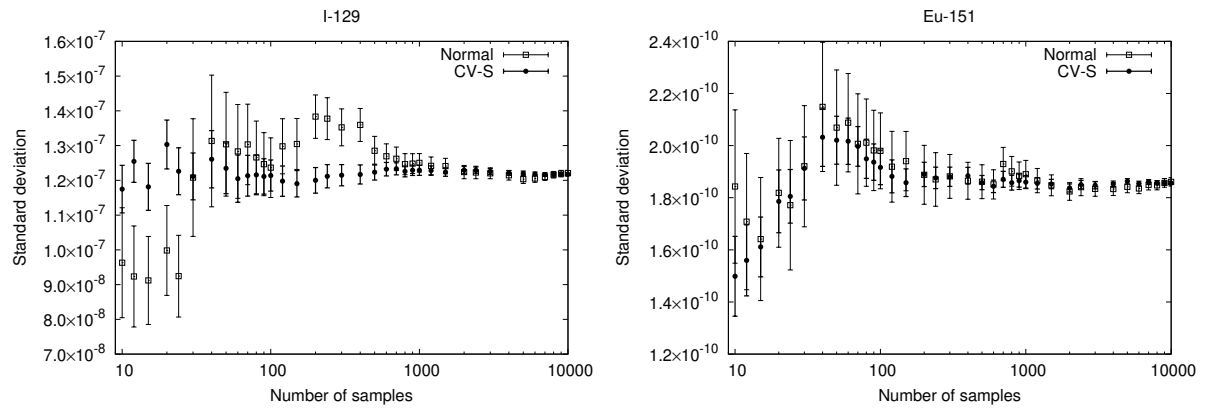 I-129
1.6×10⁻⁷
1.5×10⁻⁷
1.4×10⁻⁷
1.3×10⁻⁷
1.2×10⁻⁷
1.1×10⁻⁷
1.0×10⁻⁷
9.0×10⁻⁸
8.0×10⁻⁸
7.0×10⁻⁸
Standard deviation
Normal
CV-S
10 100 1000 10000
Number of samples
Eu-151
2.4×10⁻¹⁰
2.2×10⁻¹⁰
2.0×10⁻¹⁰
1.8×10⁻¹⁰
1.6×10⁻¹⁰
1.4×10⁻¹⁰
1.2×10⁻¹⁰
Standard deviation
Normal
CV-S
10 100 1000 10000
Number of samples